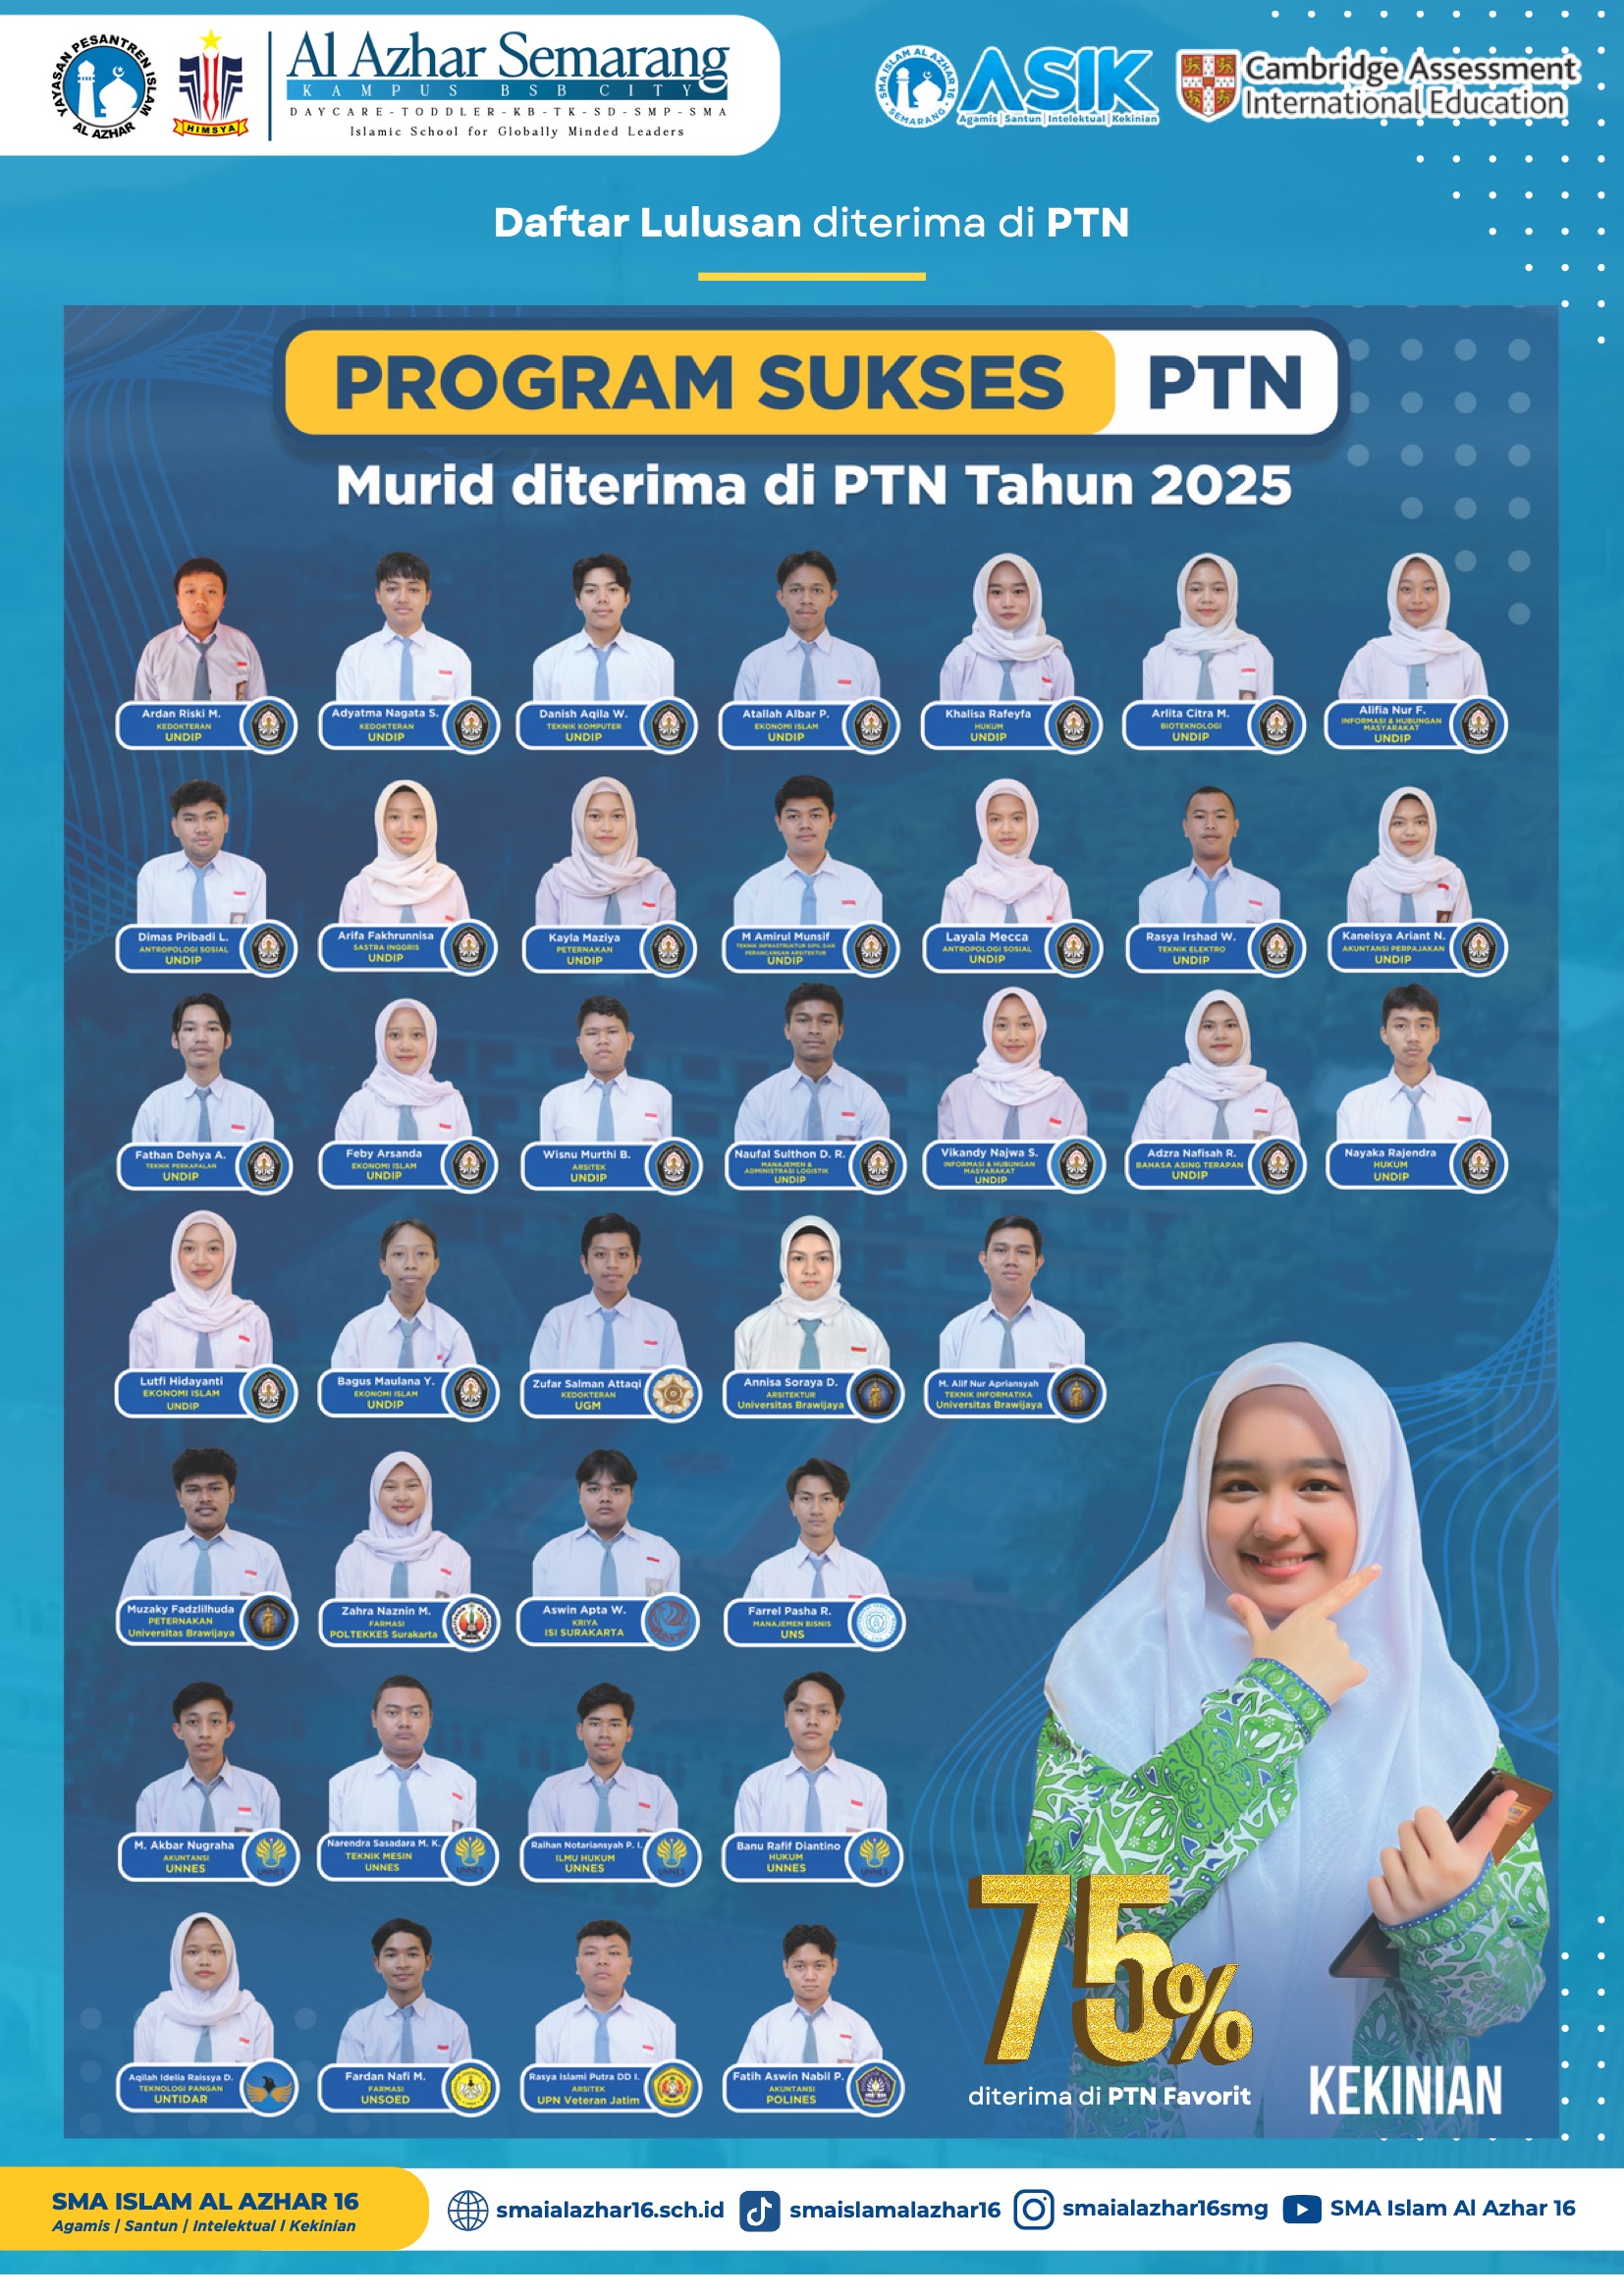 YAYASAN PESANTREN ISLAM
AL AZHAR
HIMSYA
Al Azhar Semarang
KAMPUS BSB CITY
DAYCARE-TODDLER-KB-TK-SD-SMP-SMA
Islamic School for Globally Minded Leaders
SMA ISLAM AL AZHAR 16
SEMARANG
ASIK
Agamis | Santun | Intelektual | Kekinian
Cambridge Assessment
International Education
Daftar Lulusan diterima di PTN
PROGRAM SUKSES PTN
Murid diterima di PTN Tahun 2025
Ardan Riski M.
KEDOKTERAN
UNDIP
Adyatma Nagata S.
KEDOKTERAN
UNDIP
Danish Aqila W.
TEKNIK KOMPUTER
UNDIP
Atallah Albar P.
EKONOMI ISLAM
UNDIP
Khalisa Rafeyfa
HUKUM
UNDIP
Arlita Citra M.
BIOTEKNOLOGI
UNDIP
Alifia Nur F.
INFORMASI & HUBUNGAN
MASYARAKAT
UNDIP
Dimas Pribadi L.
ANTROPOLOGI SOSIAL
UNDIP
Arifa Fakhrunnisa
SASTRA INGGRIS
UNDIP
Kayla Maziya
PETERNAKAN
UNDIP
M Amirul Munsif
TEKNIK INFRASTRUKTUR SIPIL DAN
PERANCANGAN ARSITEKTUR
UNDIP
Layala Mecca
ANTROPOLOGI SOSIAL
UNDIP
Rasya Irshad W.
TEKNIK ELEKTRO
UNDIP
Kaneisya Ariant N.
AKUNTANSI PERPAJAKAN
UNDIP
Fathan Dehya A.
TEKNIK PERKAPALAN
UNDIP
Feby Arsanda
EKONOMI ISLAM
UNDIP
Wisnu Murthi B.
ARSITEK
UNDIP
Naufal Sulthon D. R.
MANAJEMEN &
ADMINISTRASI LOGISTIK
UNDIP
Vikandy Najwa S.
INFORMASI & HUBUNGAN
MASYARAKAT
UNDIP
Adzra Nafisah R.
BAHASA ASING TERAPAN
UNDIP
Nayaka Rajendra
HUKUM
UNDIP
Lutfi Hidayanti
EKONOMI ISLAM
UNDIP
Bagus Maulana Y.
EKONOMI ISLAM
UNDIP
Zufar Salman Attaqi
KEDOKTERAN
UGM
Annisa Soraya D.
ARSITEKTUR
Universitas Brawijaya
M. Alif Nur Apriansyah
TEKNIK INFORMATIKA
Universitas Brawijaya
Muzaky Fadzlilhuda
PETERNAKAN
Universitas Brawijaya
Zahra Naznin M.
FARMASI
POLTEKKES Surakarta
Aswin Apta W.
KRIYA
ISI SURAKARTA
Farrel Pasha R.
MANAJEMEN BISNIS
UNS
M. Akbar Nugraha
AKUNTANSI
UNNES
UNNES
Narendra Sasadara M. K.
TEKNIK MESIN
UNNES
UNNES
Raihan Notariansyah P. I.
ILMU HUKUM
UNNES
UNNES
Banu Rafif Diantino
HUKUM
UNNES
UNNES
Aqilah Idelia Raissya D.
TEKNOLOGI PANGAN
UNTIDAR
Fardan Nafi M.
FARMASI
UNSOED
Rasya Islami Putra DD I.
ARSITEK
UPN Veteran Jatim
Fatih Aswin Nabil P.
AKUNTANSI
POLINES
75%
diterima di PTN Favorit
KEKINIAN
SMA ISLAM AL AZHAR 16
Agamis | Santun | Intelektual I Kekinian
smaialazhar16.sch.id
smaislamalazhar16
smaialazhar16smg
SMA Islam Al Azhar 16